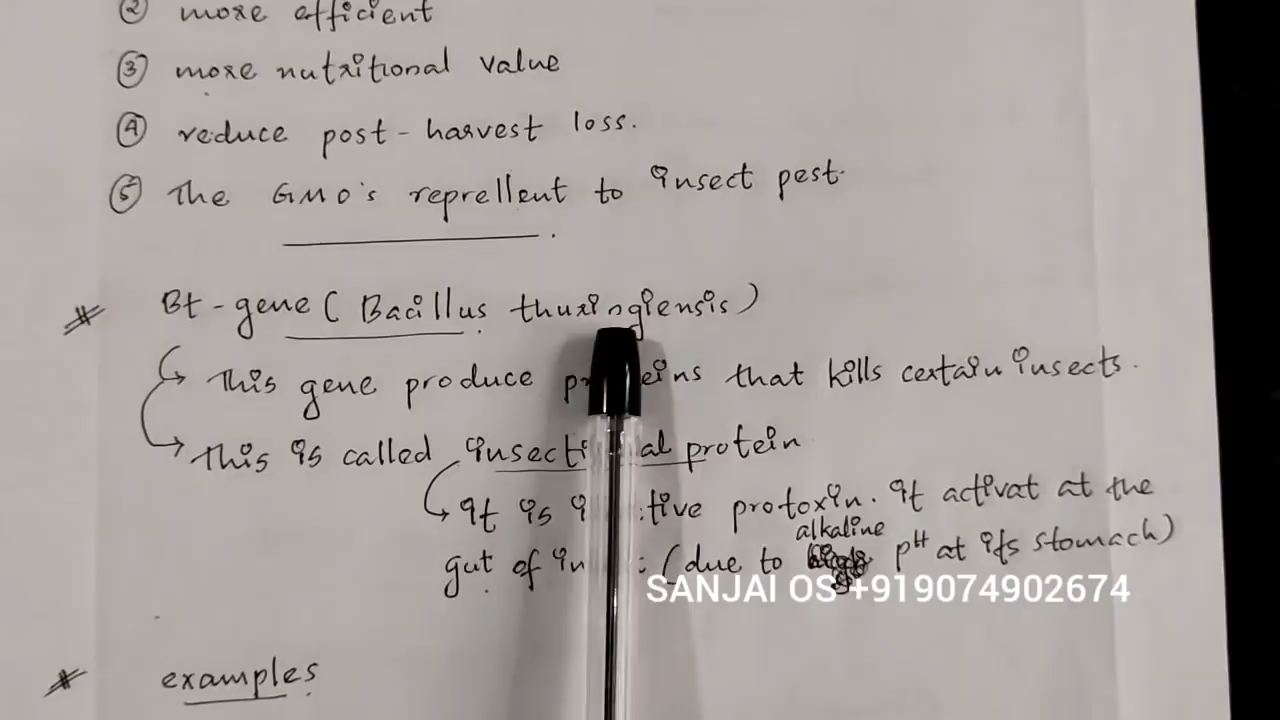 ② more efficient
③ more nutritional value
④ reduce post-harvest loss.
⑤ The GMO's reprellent to insect pest.
* Bt-gene (Bacillus thuringiensis)
This gene produce pr eins that kills certain insects.
This is called insecti al protein
It is i tive protoxin. It activat at the
alkaline
gut of in : (due to pH at ifs stomach)
SANJAI OS +919074902674
* examples